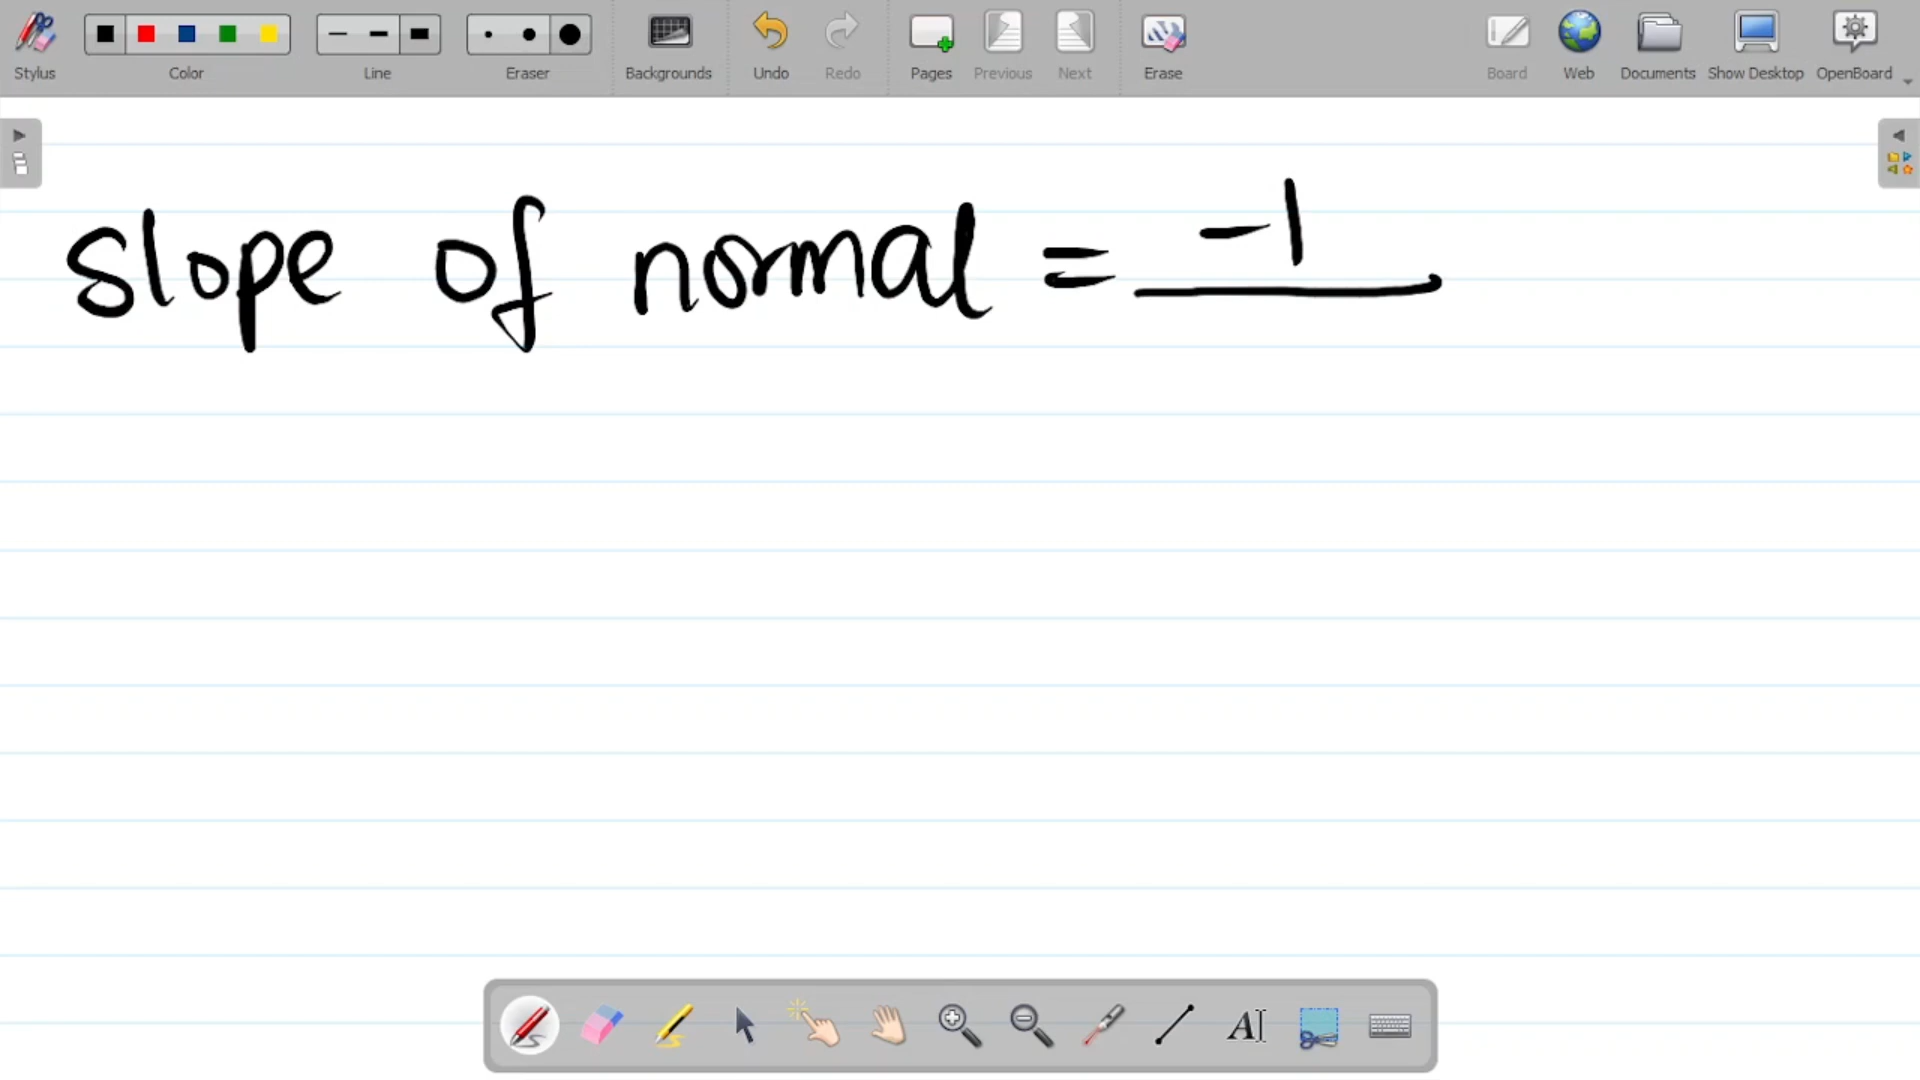 Stylus Color Line Eraser Backgrounds Undo Redo Pages Previous Next Erase Board Web Documents Show Desktop OpenBoard
slope of normal = -1/